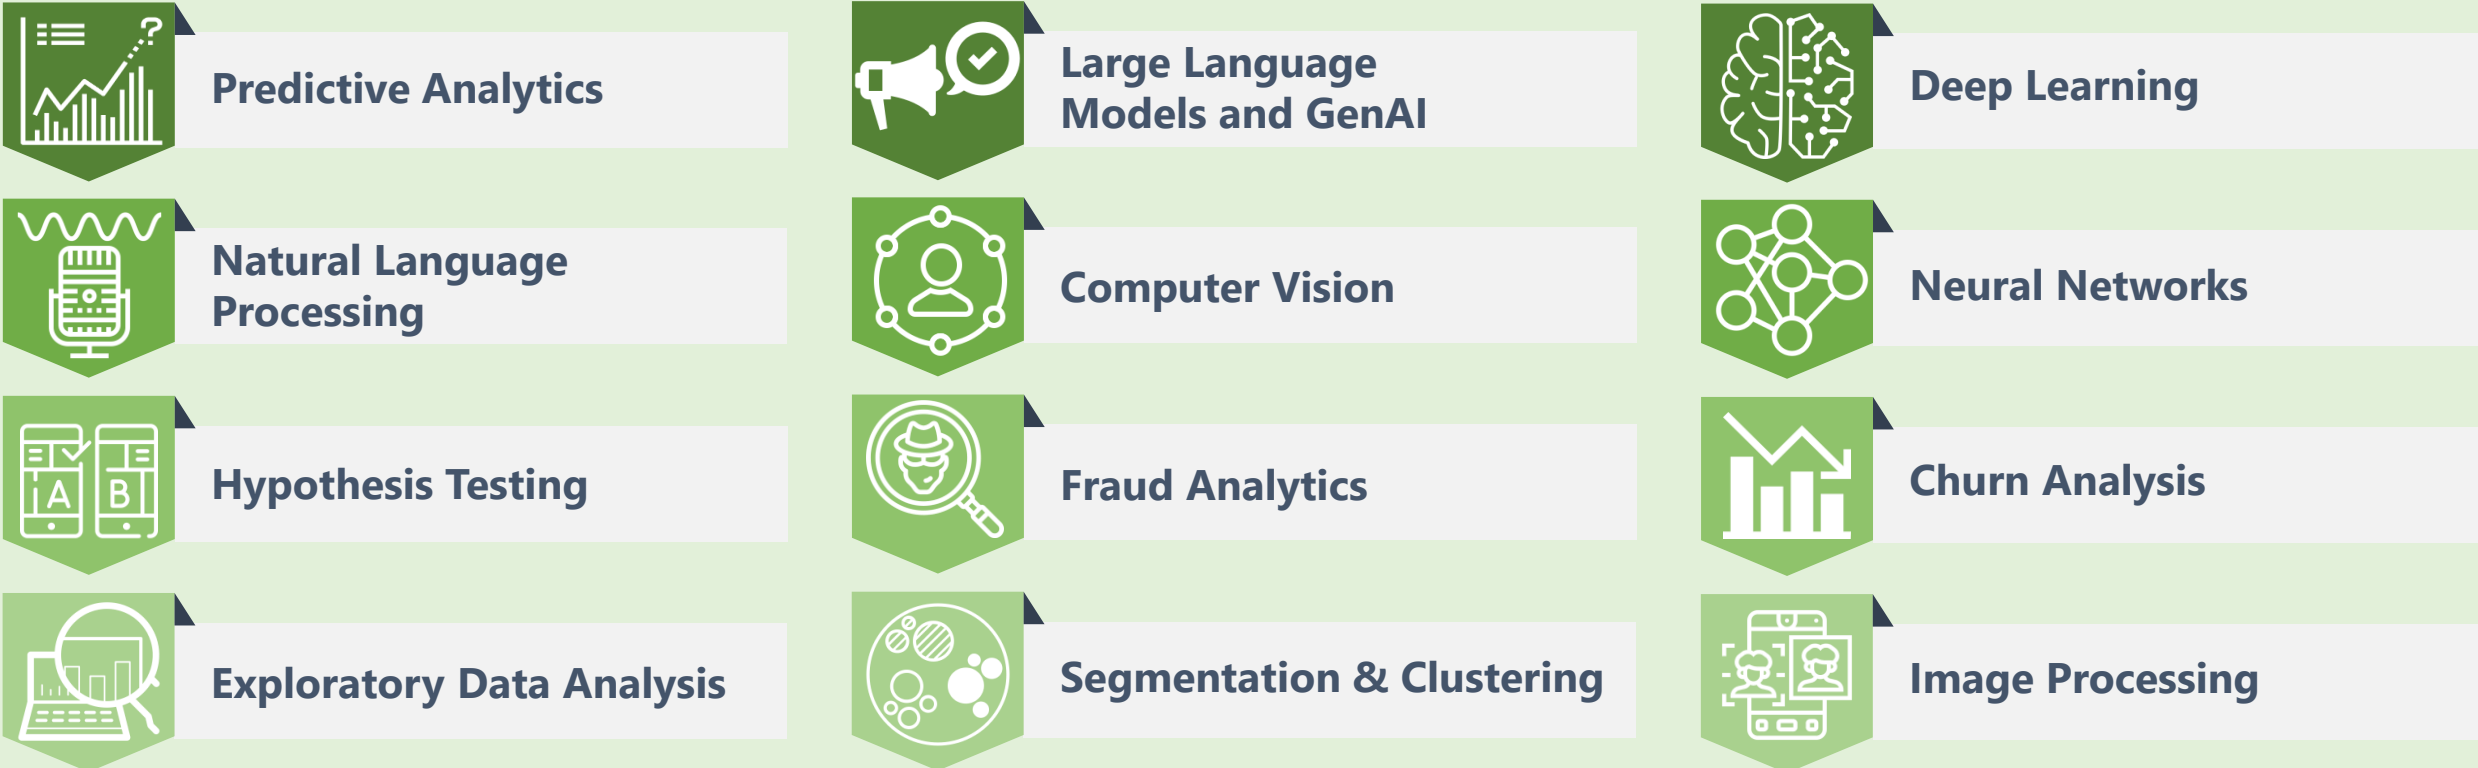 Predictive Analytics
Large Language
Models and GenAI
Deep Learning
Natural Language
Processing
Computer Vision
Neural Networks
A B
Hypothesis Testing
Fraud Analytics
Churn Analysis
Exploratory Data Analysis
Segmentation & Clustering
Image Processing